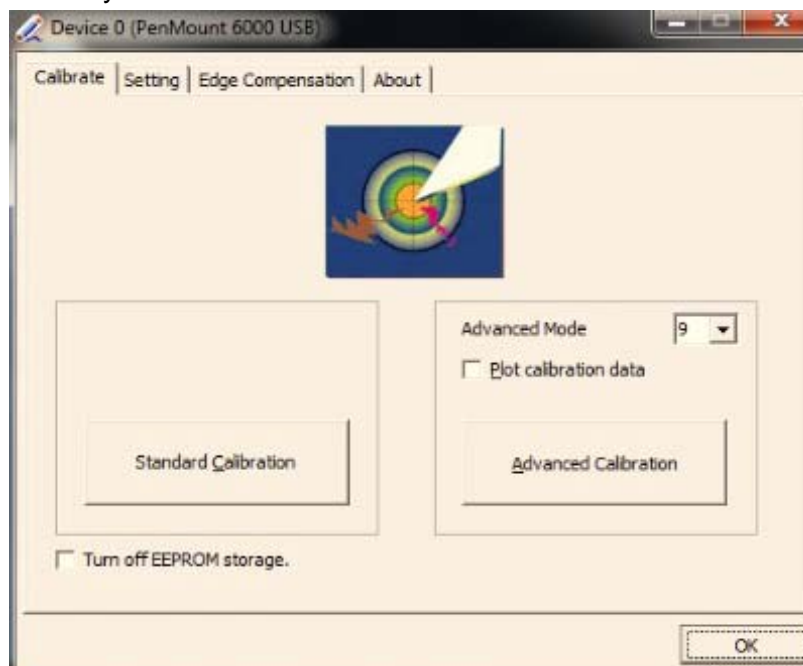 Device 0 (PenMount 6000 USB)
Calibrate Setting Edge Compensation About
Advanced Mode 9
Plot calibration data
Standard Calibration Advanced Calibration
Turn off EEPROM storage.
OK